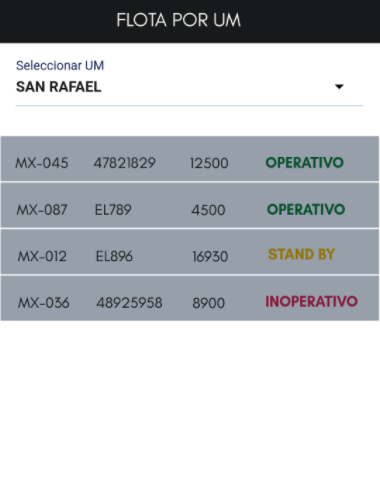 FLOTA POR UM
Seleccionar UM
SAN RAFAEL
MX-045 47821829 12500 OPERATIVO
MX-087 EL789 4500 OPERATIVO
MX-012 EL896 16930 STAND BY
MX-036 48925958 8900 INOPERATIVO